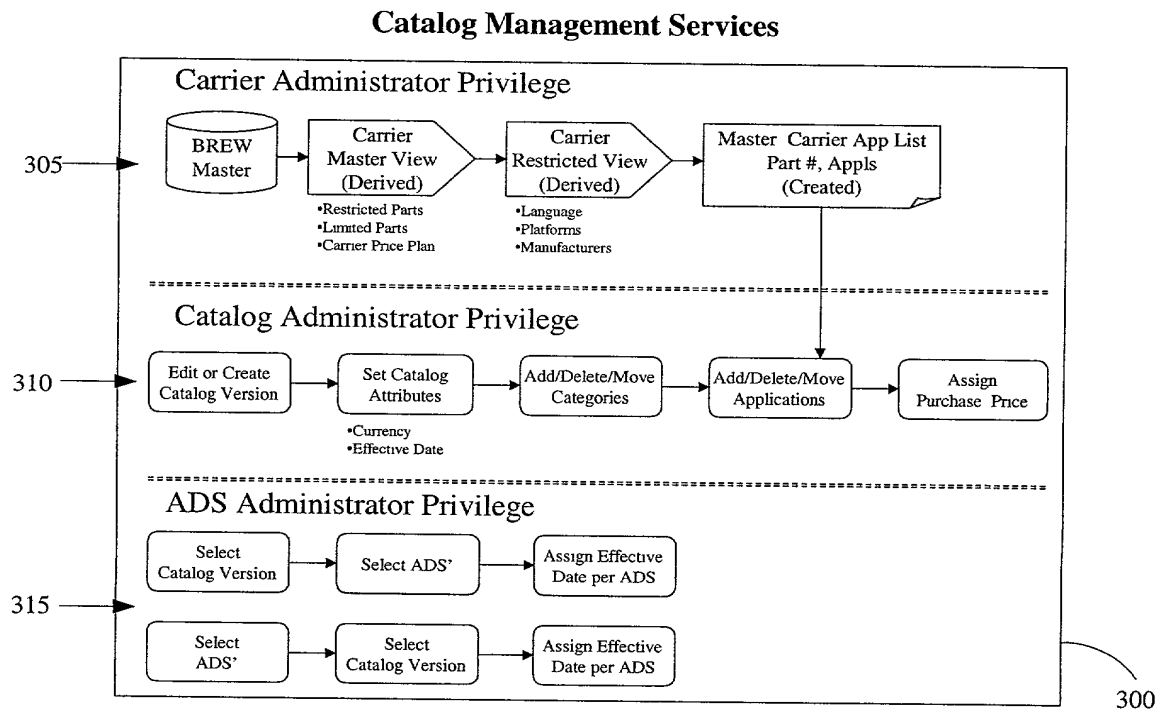 Catalog Management Services
Carrier Administrator Privilege
305
BREW
Master
Carrier
Master View
(Derived)
•Restricted Parts
•Limited Parts
•Carrier Price Plan
Carrier
Restricted View
(Derived)
•Language
•Platforms
•Manufacturers
Master Carrier App List
Part #, Appls
(Created)
Catalog Administrator Privilege
310
Edit or Create
Catalog Version
Set Catalog
Attributes
•Currency
•Effective Date
Add/Delete/Move
Categories
Add/Delete/Move
Applications
Assign
Purchase Price
ADS Administrator Privilege
315
Select
Catalog Version
Select ADS'
Assign Effective
Date per ADS
Select
ADS'
Select
Catalog Version
Assign Effective
Date per ADS
300